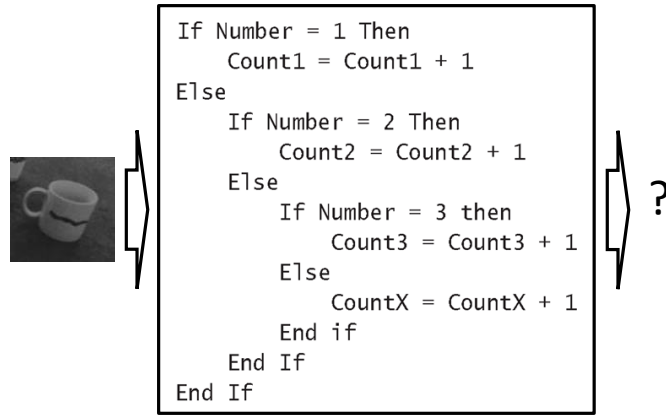 If Number = 1 Then
Count1 = Count1 + 1
Else
If Number = 2 Then
Count2 = Count2 + 1
Else
If Number = 3 then
Count3 = Count3 + 1
Else
CountX = CountX + 1
End if
End If
End If
?